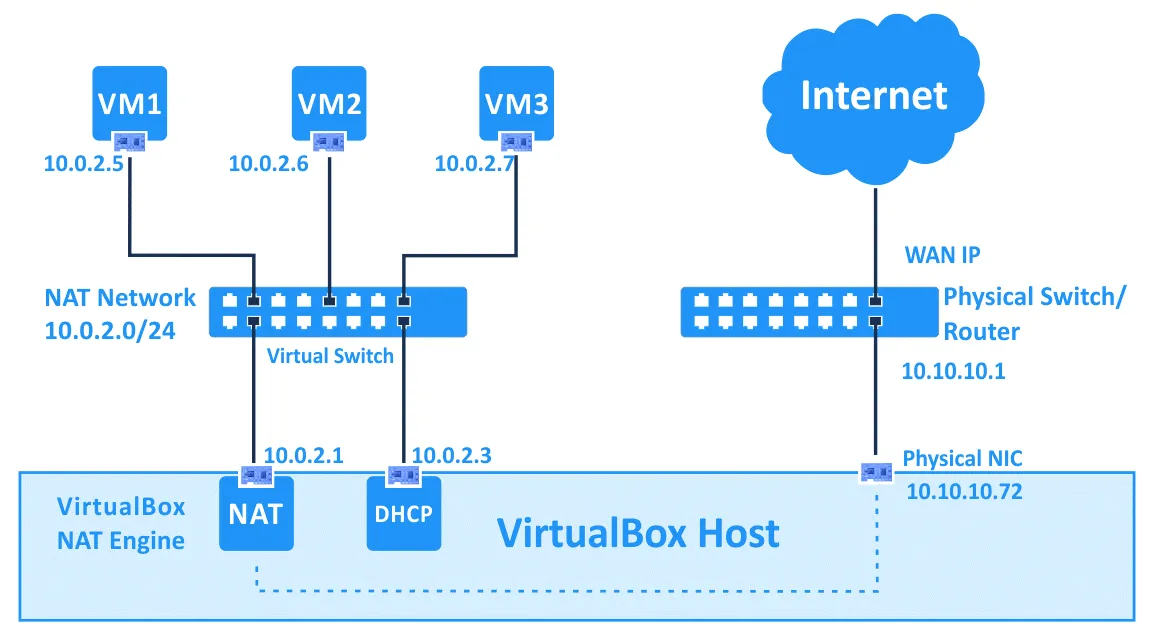 VM1
VM2
VM3
Internet
10.0.2.5
10.0.2.6
10.0.2.7
WAN IP
NAT Network
10.0.2.0/24
Virtual Switch
Physical Switch/
Router
10.10.10.1
10.0.2.1
10.0.2.3
Physical NIC
10.10.10.72
VirtualBox
NAT Engine
NAT
DHCP
VirtualBox Host